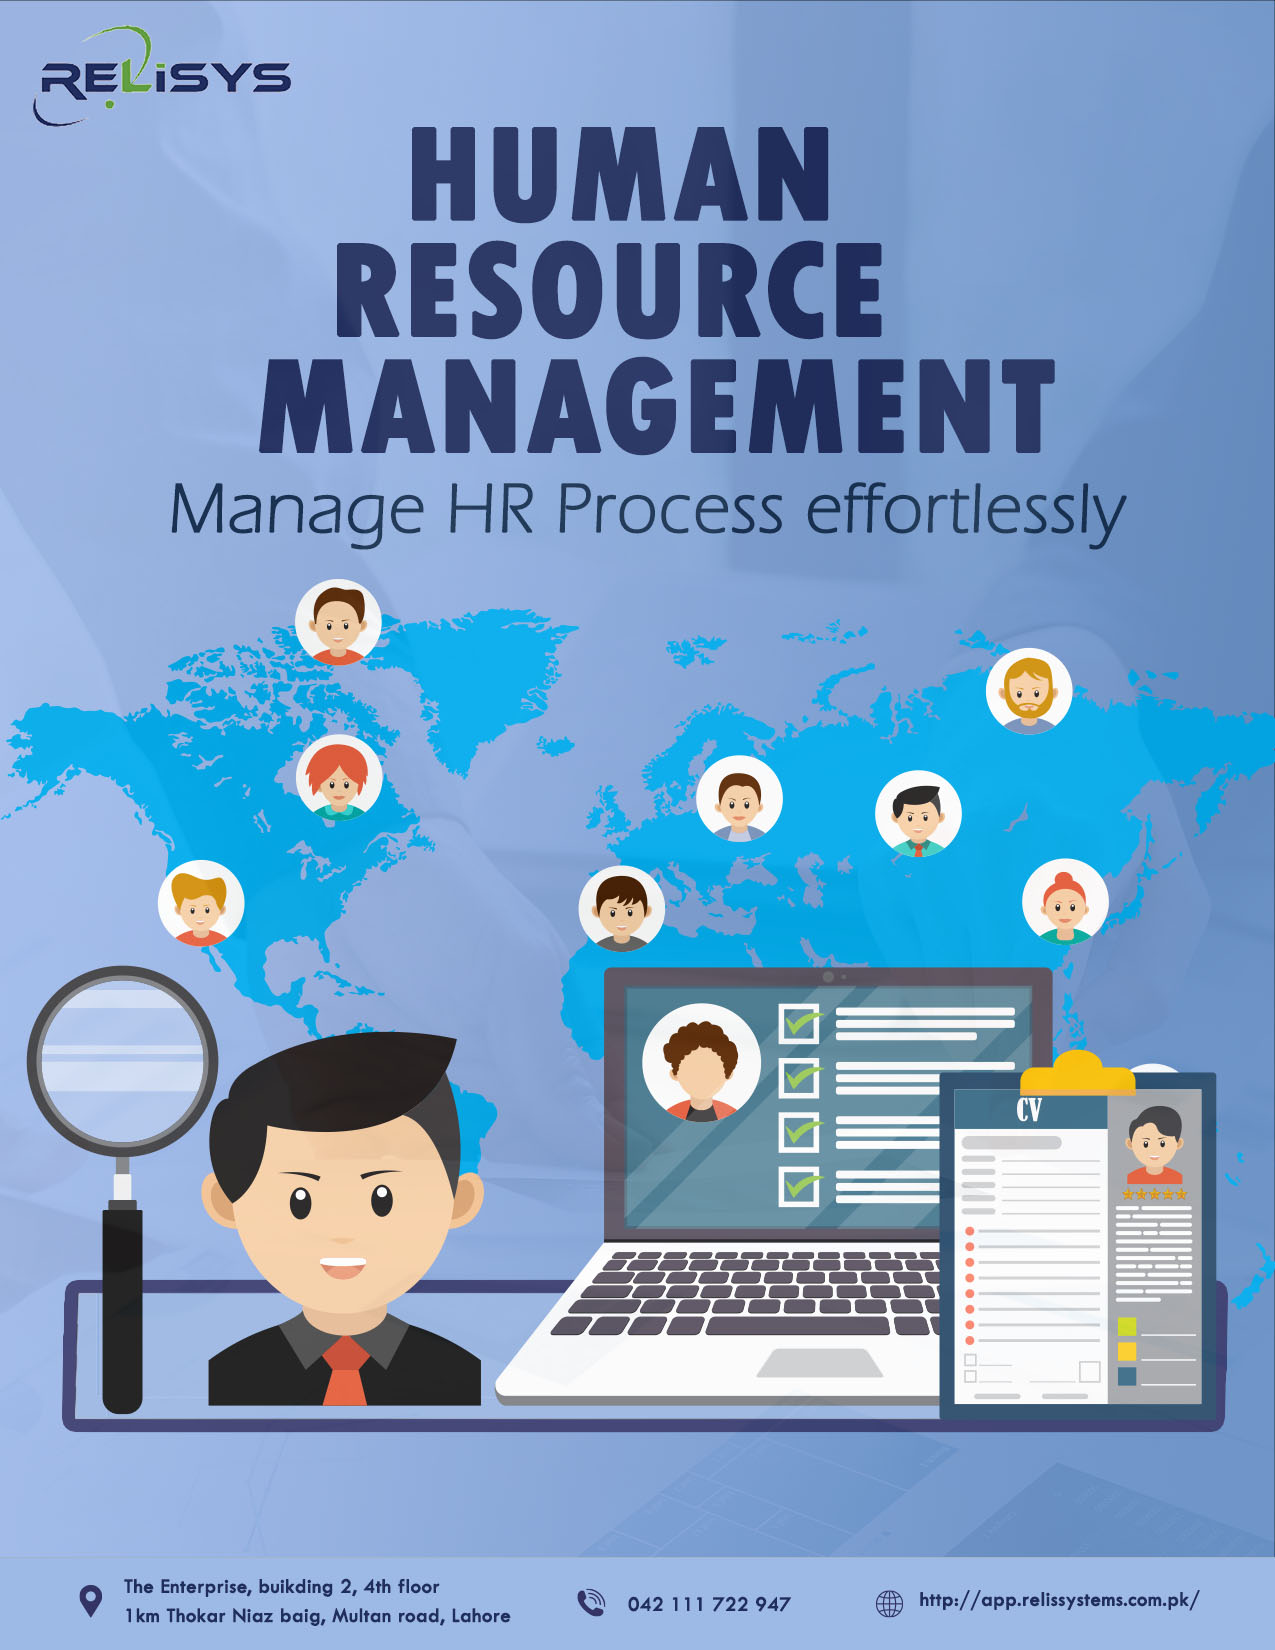 RELiSYS
HUMAN
RESOURCE
MANAGEMENT
Manage HR Process effortlessly
CV
The Enterprise, buikding 2, 4th floor
1km Thokar Niaz baig, Multan road, Lahore
042 111 722 947
http://app.relissystems.com.pk/